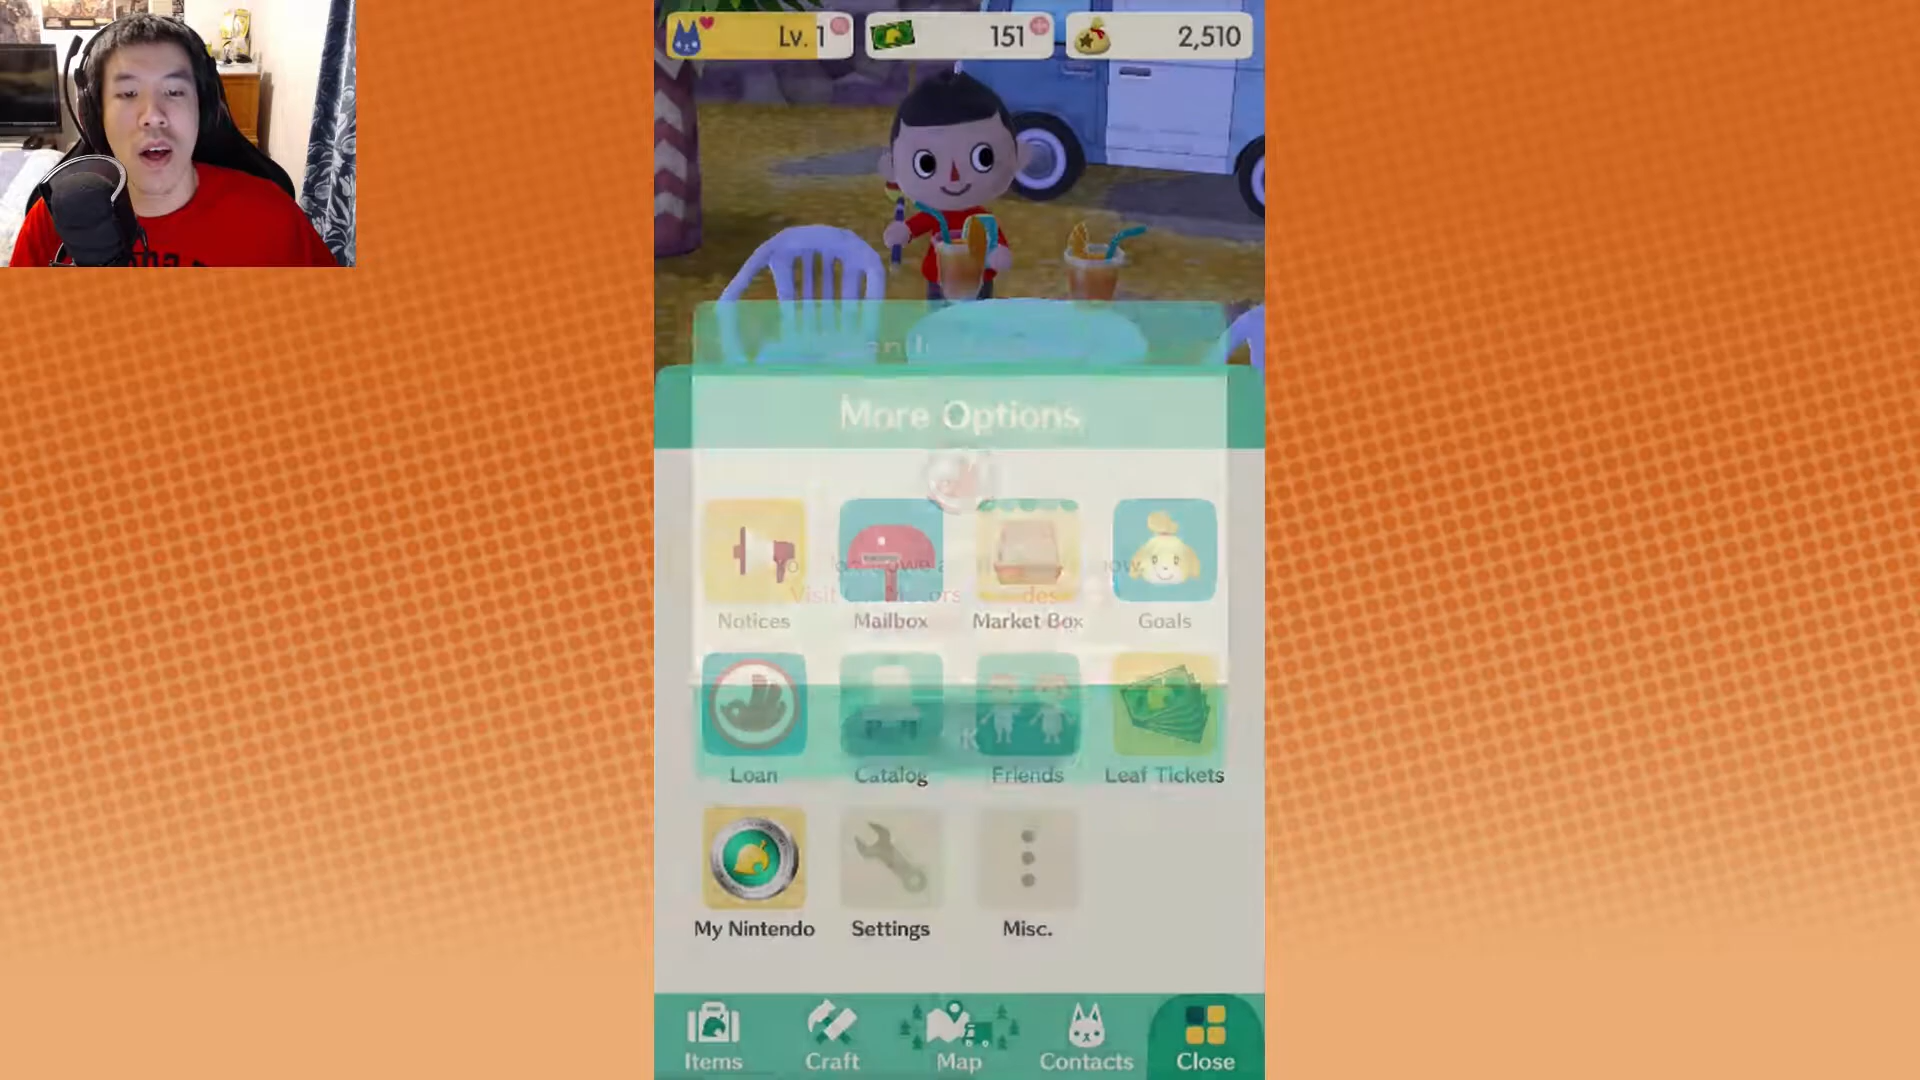 Lv. 1
151
2,510
More Options
Visit
Notices
Mailbox
Market Box
Goals
Loan
Catalog
Friends
Leaf Tickets
My Nintendo
Settings
Misc.
Items
Craft
Map
Contacts
Close